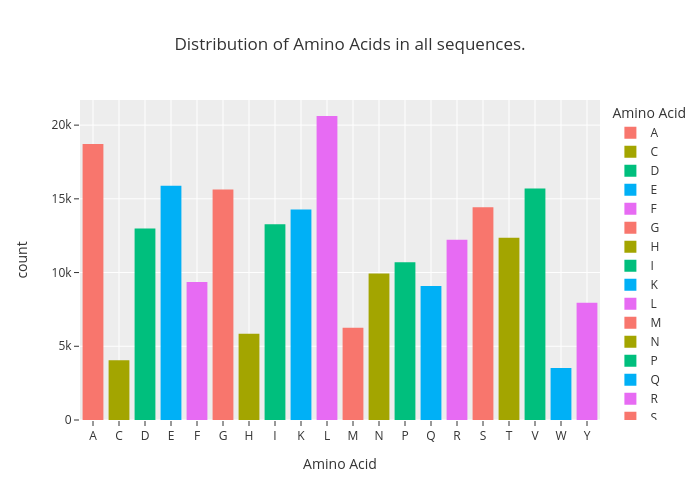 Distribution of Amino Acids in all sequences.
count
20k
15k
10k
5k
0
A C D E F G H I K L M N P Q R S T V W Y
Amino Acid
Amino Acid
A
C
D
E
F
G
H
I
K
L
M
N
P
Q
R
S